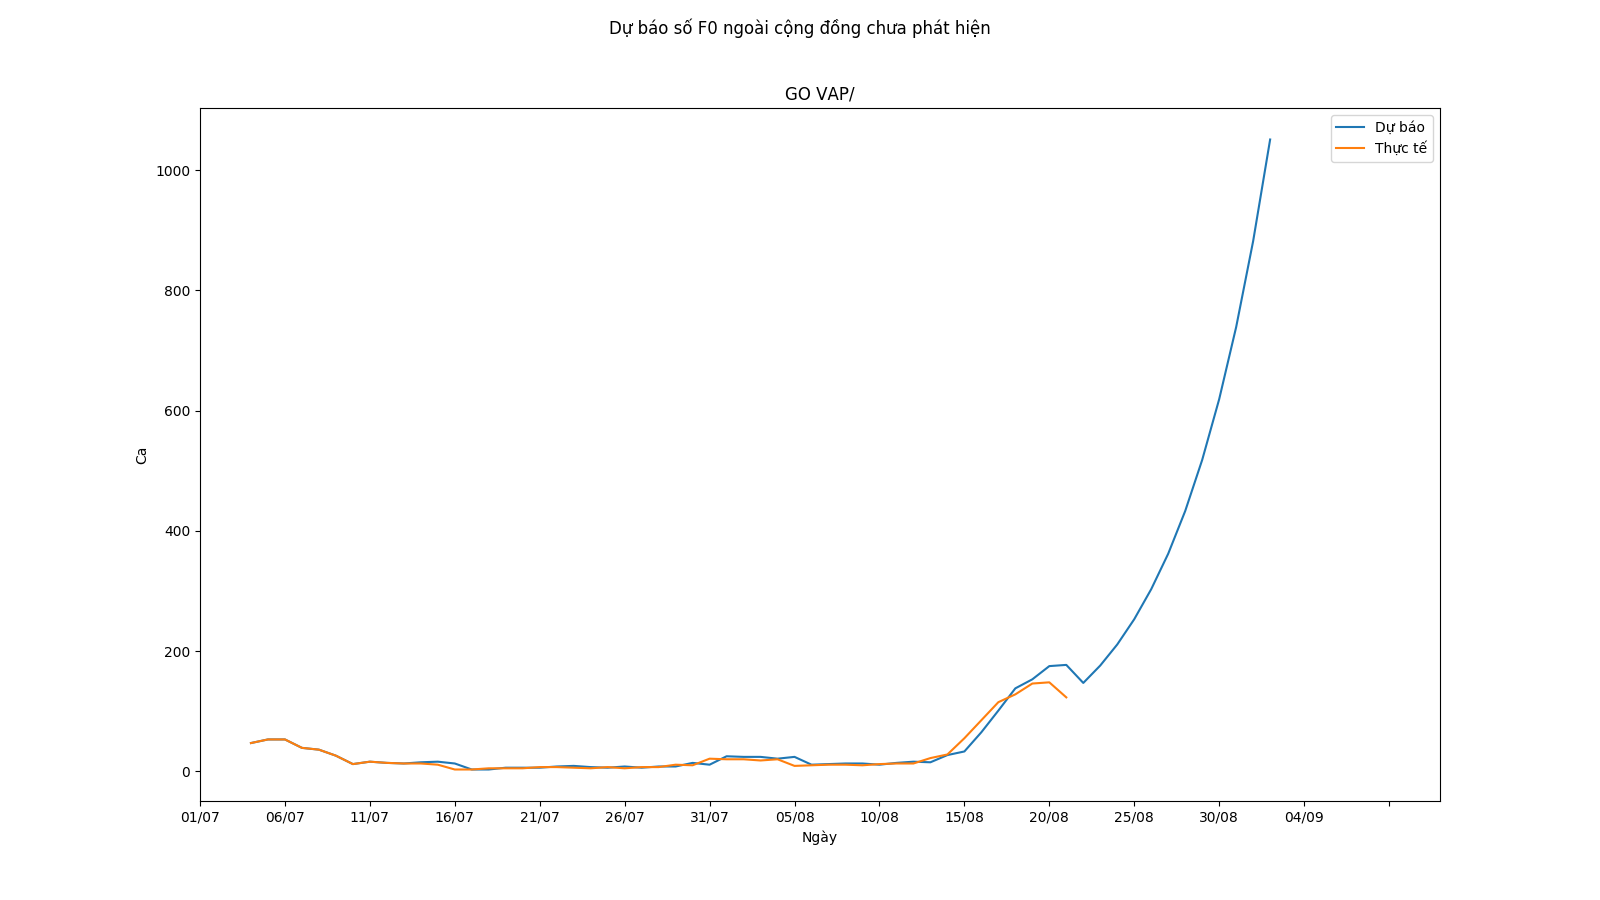 Dự báo số F0 ngoài cộng đồng chưa phát hiện
GO VAP/
Dự báo
Thực tế
1000
800
600
400
200
0
Ca
01/07 06/07 11/07 16/07 21/07 26/07 31/07 05/08 10/08 15/08 20/08 25/08 30/08 04/09
Ngày